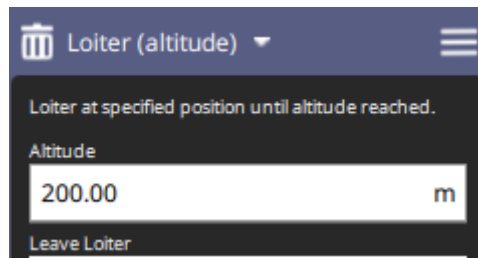 Loiter (altitude)
Loiter at specified position until altitude reached.
Altitude
200.00 m
Leave Loiter